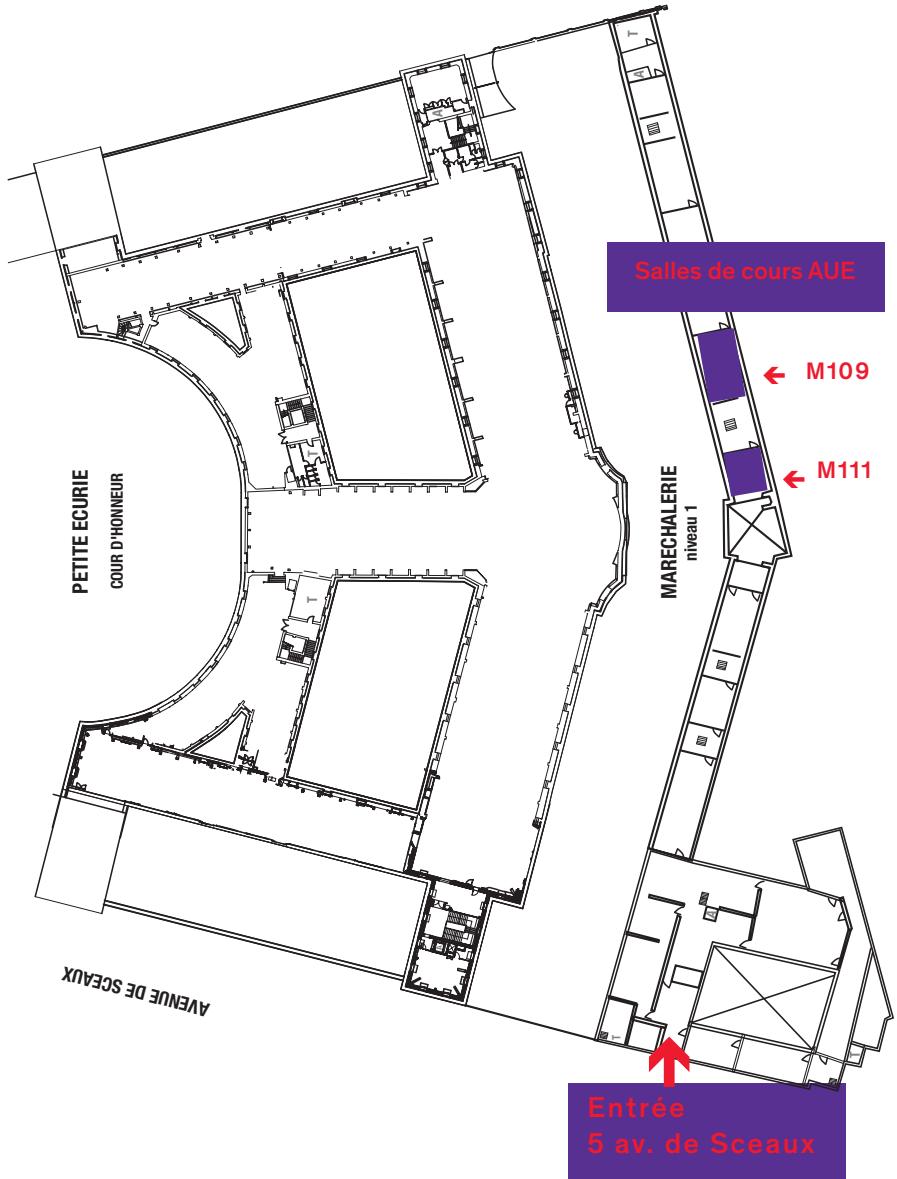 T
A
A
Salles de cours AUE
M109
T
M111
PETITE ECURIE
COUR D'HONNEUR
MARECHALERIE
niveau 1
T
A
AVENUE DE SCEAUX
T
T
Entrée
5 av. de Sceaux